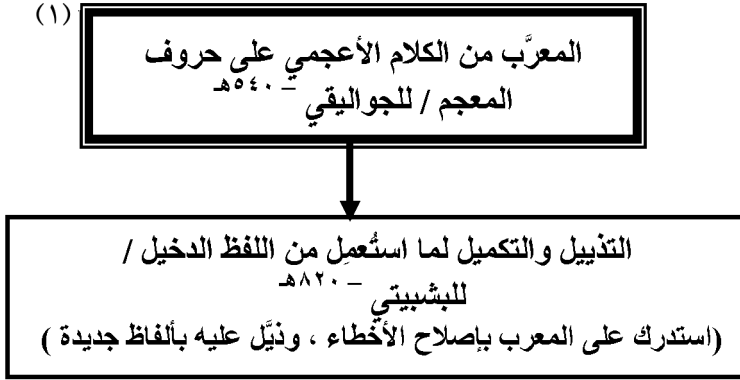 (١)
المعرَّب من الكلام الأعجمي على حروف
المعجم / للجواليقي – ٥٤٠هـ
التذييل والتكميل لما استُعمِل من اللفظ الدخيل /
للبشبيتي – ٨٢٠هـ
(استدرك على المعرب بإصلاح الأخطاء ، وذيَّل عليه بألفاظ جديدة )